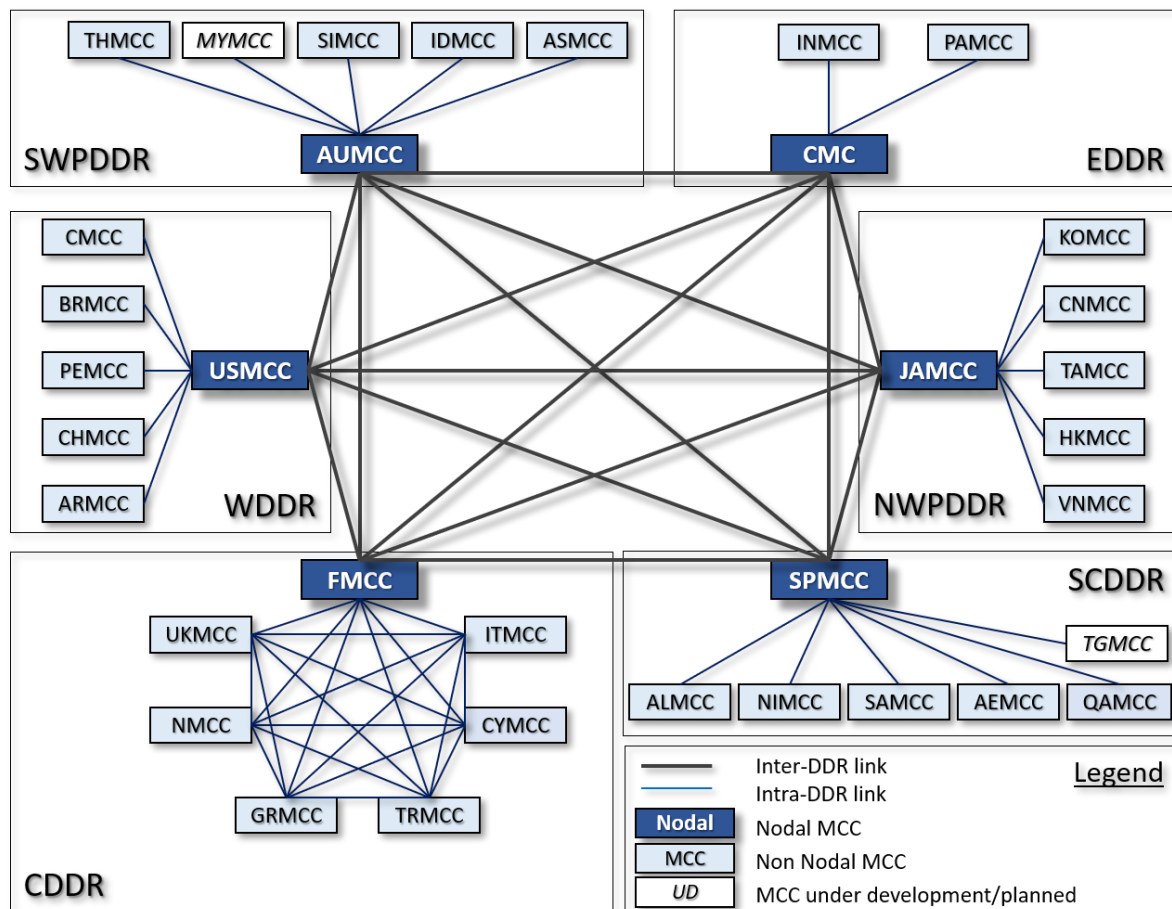 THMCC
MYMCC
SIMCC
IDMCC
ASMCC
AUMCC
SWPDDR
INMCC
PAMCC
CMC
EDDR
CMCC
BRMCC
PEMCC
CHMCC
ARMCC
USMCC
WDDR
JAMCC
KOMCC
CNMCC
TAMCC
HKMCC
VNMCC
NWPDDR
FMCC
UKMCC
ITMCC
NMCC
CYMCC
GRMCC
TRMCC
CDDR
SPMCC
SCDDR
TGMCC
ALMCC
NIMCC
SAMCC
AEMCC
QAMCC
Legend
Inter-DDR link
Intra-DDR link
Nodal
Nodal MCC
MCC
Non Nodal MCC
UD
MCC under development/planned